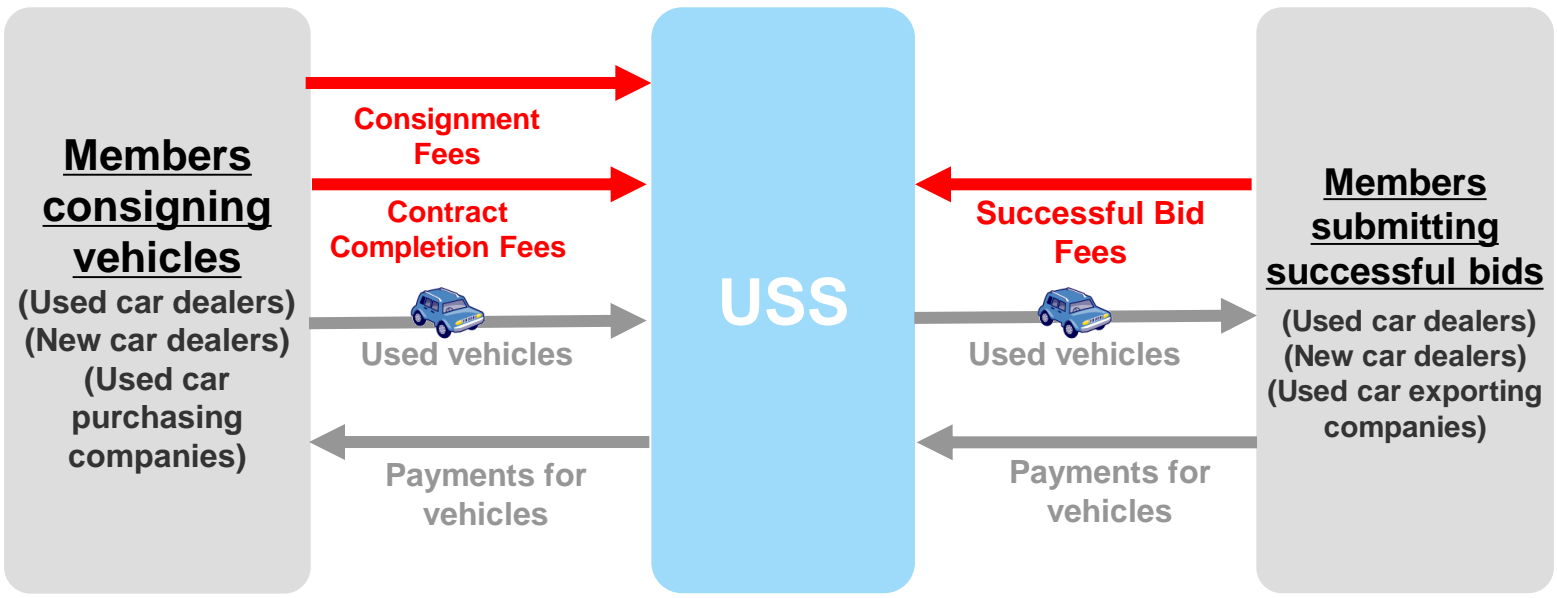 Members
consigning
vehicles
(Used car dealers)
(New car dealers)
(Used car
purchasing
companies)
Consignment
Fees
Contract
Completion Fees
Used vehicles
Payments for
vehicles
USS
Successful Bid
Fees
Used vehicles
Payments for
vehicles
Members
submitting
successful bids
(Used car dealers)
(New car dealers)
(Used car exporting
companies)